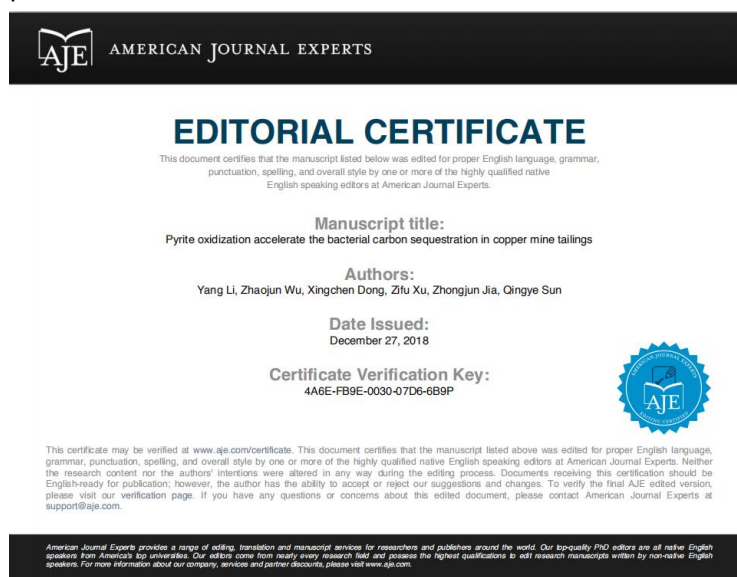 AJE AMERICAN JOURNAL EXPERTS
EDITORIAL CERTIFICATE
This document certifies that the manuscript listed below was edited for proper English language, grammar,
punctuation, spelling, and overall style by one or more of the highly qualified native
English speaking editors at American Journal Experts.
Manuscript title:
Pyrite oxidization accelerate the bacterial carbon sequestration in copper mine tailings
Authors:
Yang Li, Zhaojun Wu, Xingchen Dong, Zifu Xu, Zhongjun Jia, Qingye Sun
Date Issued:
December 27, 2018
Certificate Verification Key:
4A6E-FB9E-0030-07D6-6B9P
AMERICAN JOURNAL EXPERTS
AJE
EDITING CERTIFIED
This certificate may be verified at www.aje.com/certificate. This document certifies that the manuscript listed above was edited for proper English language,
grammar, punctuation, spelling, and overall style by one or more of the highly qualified native English speaking editors at American Journal Experts. Neither
the research content nor the authors' intentions were altered in any way during the editing process. Documents receiving this certification should be
English-ready for publication; however, the author has the ability to accept or reject our suggestions and changes. To verify the final AJE edited version,
please visit our verification page. If you have any questions or concerns about this edited document, please contact American Journal Experts at
support@aje.com.
American Journal Experts provides a range of editing, translation and manuscript services for researchers and publishers around the world. Our top-quality PhD editors are all native English
speakers from America's top universities. Our editors come from nearly every research field and possess the highest qualifications to edit research manuscripts written by non-native English
speakers. For more information about our company, services and partner discounts, please visit www.aje.com.